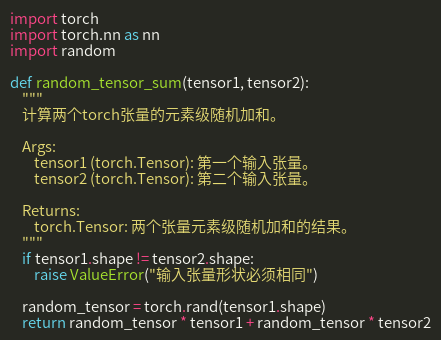 import torch
import torch.nn as nn
import random

def random_tensor_sum(tensor1, tensor2):
    """
    计算两个torch张量的元素级随机加和。

    Args:
        tensor1 (torch.Tensor): 第一个输入张量。
        tensor2 (torch.Tensor): 第二个输入张量。

    Returns:
        torch.Tensor: 两个张量元素级随机加和的结果。
    """
    if tensor1.shape != tensor2.shape:
        raise ValueError("输入张量形状必须相同")

    random_tensor = torch.rand(tensor1.shape)
    return random_tensor * tensor1 + random_tensor * tensor2